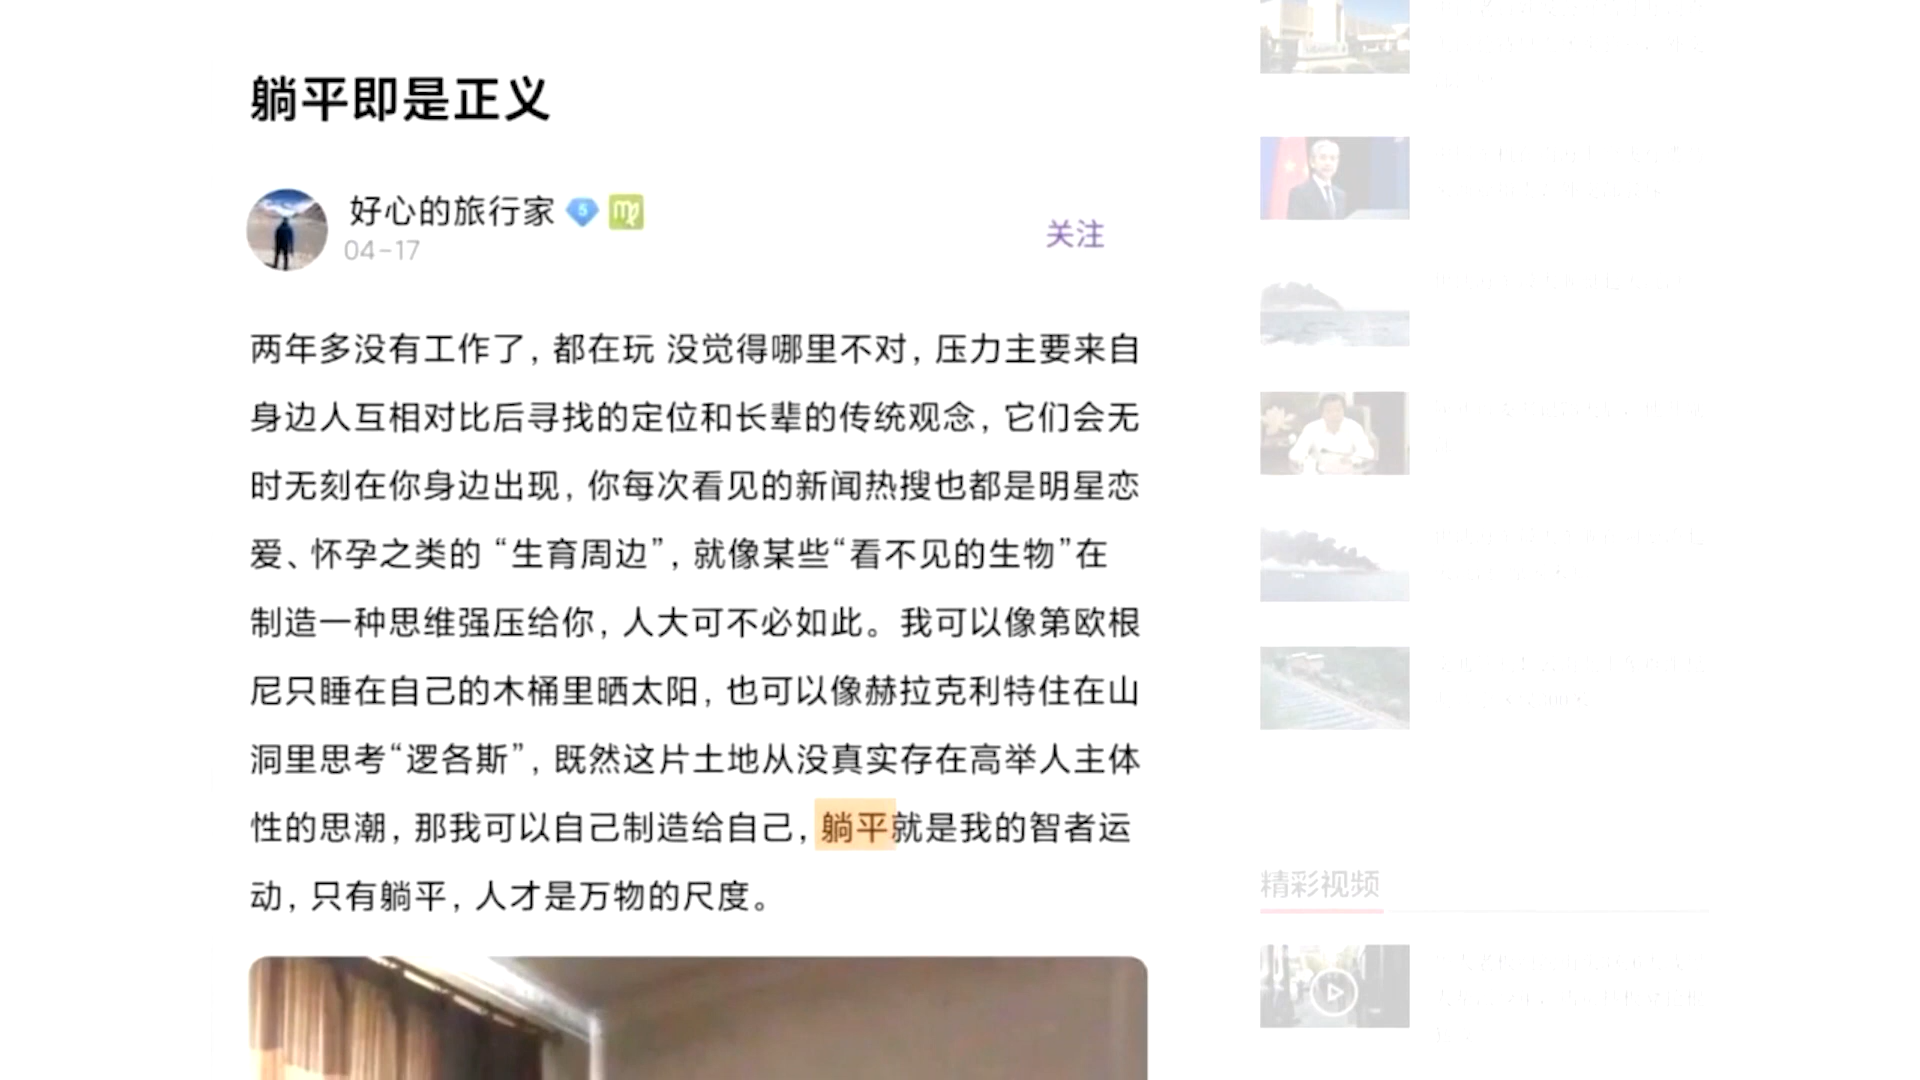 躺平即是正义
好心的旅行家
5
04-17
关注
两年多没有工作了，都在玩 没觉得哪里不对，压力主要来自
身边人互相对比后寻找的定位和长辈的传统观念，它们会无
时无刻在你身边出现，你每次看见的新闻热搜也都是明星恋
爱、怀孕之类的 “生育周边”，就像某些“看不见的生物”在
制造一种思维强压给你，人大可不必如此。我可以像第欧根
尼只睡在自己的木桶里晒太阳，也可以像赫拉克利特住在山
洞里思考“逻各斯”，既然这片土地从没真实存在高举人主体
性的思潮，那我可以自己制造给自己，躺平就是我的智者运
动，只有躺平，人才是万物的尺度。
精彩视频